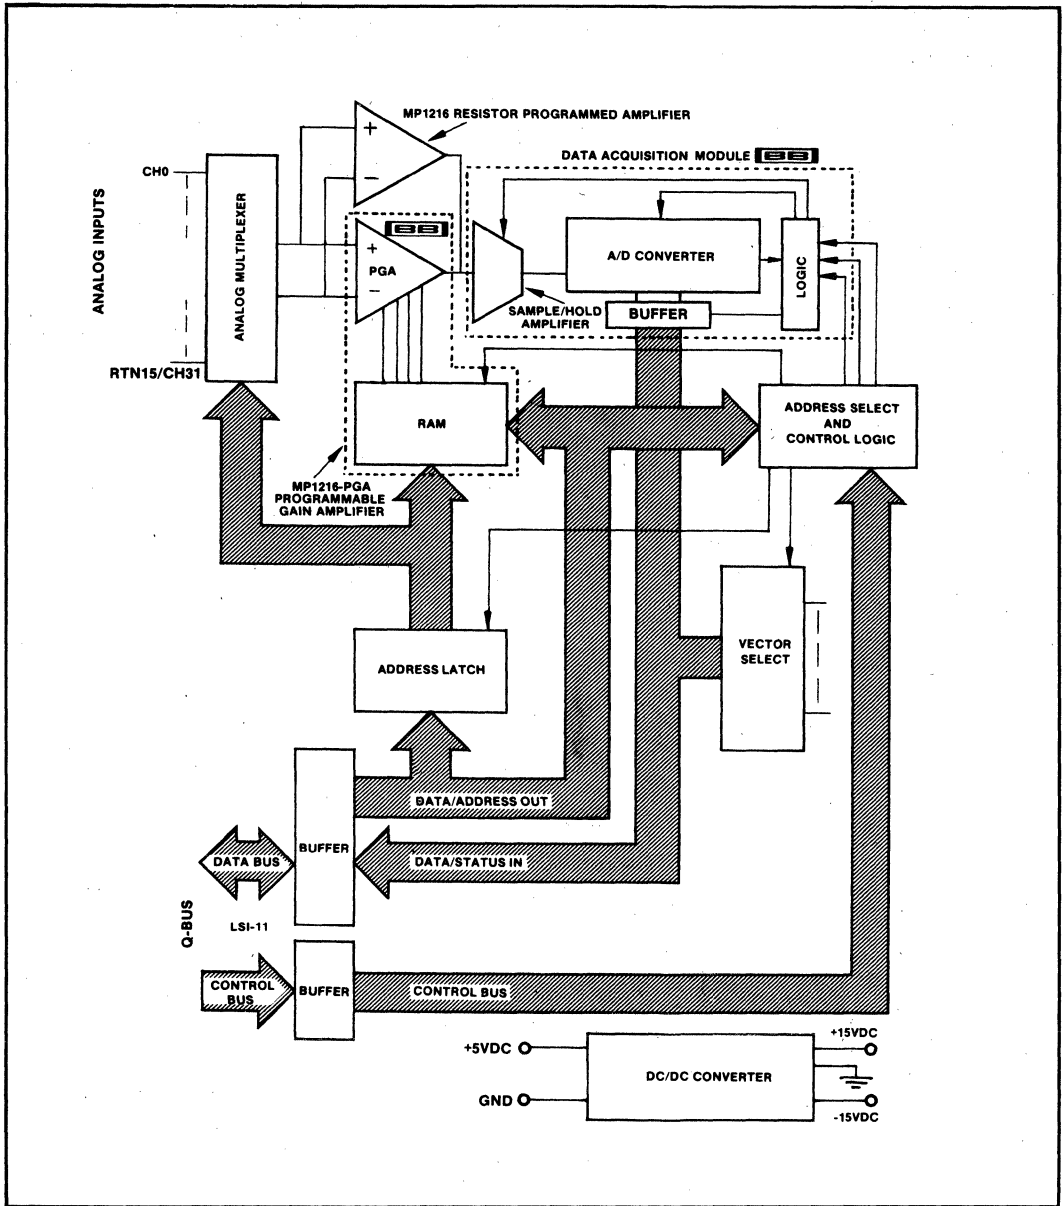 MP1216 RESISTOR PROGRAMMED AMPLIFIER
DATA ACQUISITION MODULE BB
CH0
ANALOG INPUTS
ANALOG MULTIPLEXER
RTN15/CH31
+
−
BB
+
PGA
−
SAMPLE/HOLD
AMPLIFIER
A/D CONVERTER
BUFFER
LOGIC
RAM
ADDRESS SELECT
AND
CONTROL LOGIC
MP1216-PGA
PROGRAMMABLE
GAIN AMPLIFIER
ADDRESS LATCH
VECTOR
SELECT
DATA/ADDRESS OUT
BUFFER
DATA BUS
DATA/STATUS IN
Q-BUS
LSI-11
CONTROL
BUS
BUFFER
CONTROL BUS
+5VDC
GND
DC/DC CONVERTER
+15VDC
-15VDC